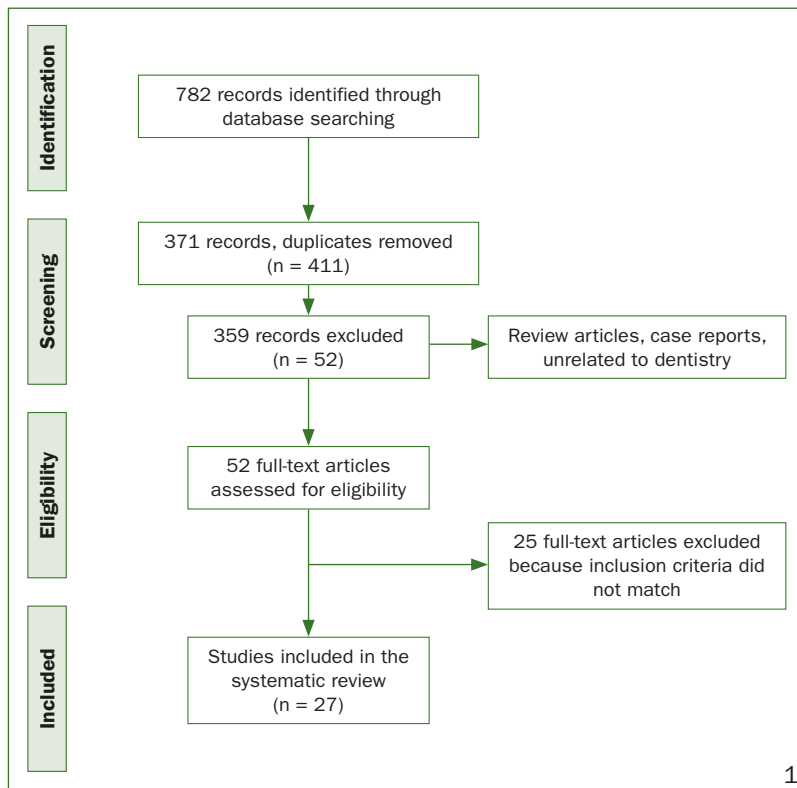 Identification
782 records identified through
database searching
Screening
371 records, duplicates removed
(n = 411)
359 records excluded
(n = 52)
Review articles, case reports,
unrelated to dentistry
Eligibility
52 full-text articles
assessed for eligibility
25 full-text articles excluded
because inclusion criteria did
not match
Included
Studies included in the
systematic review
(n = 27)
1